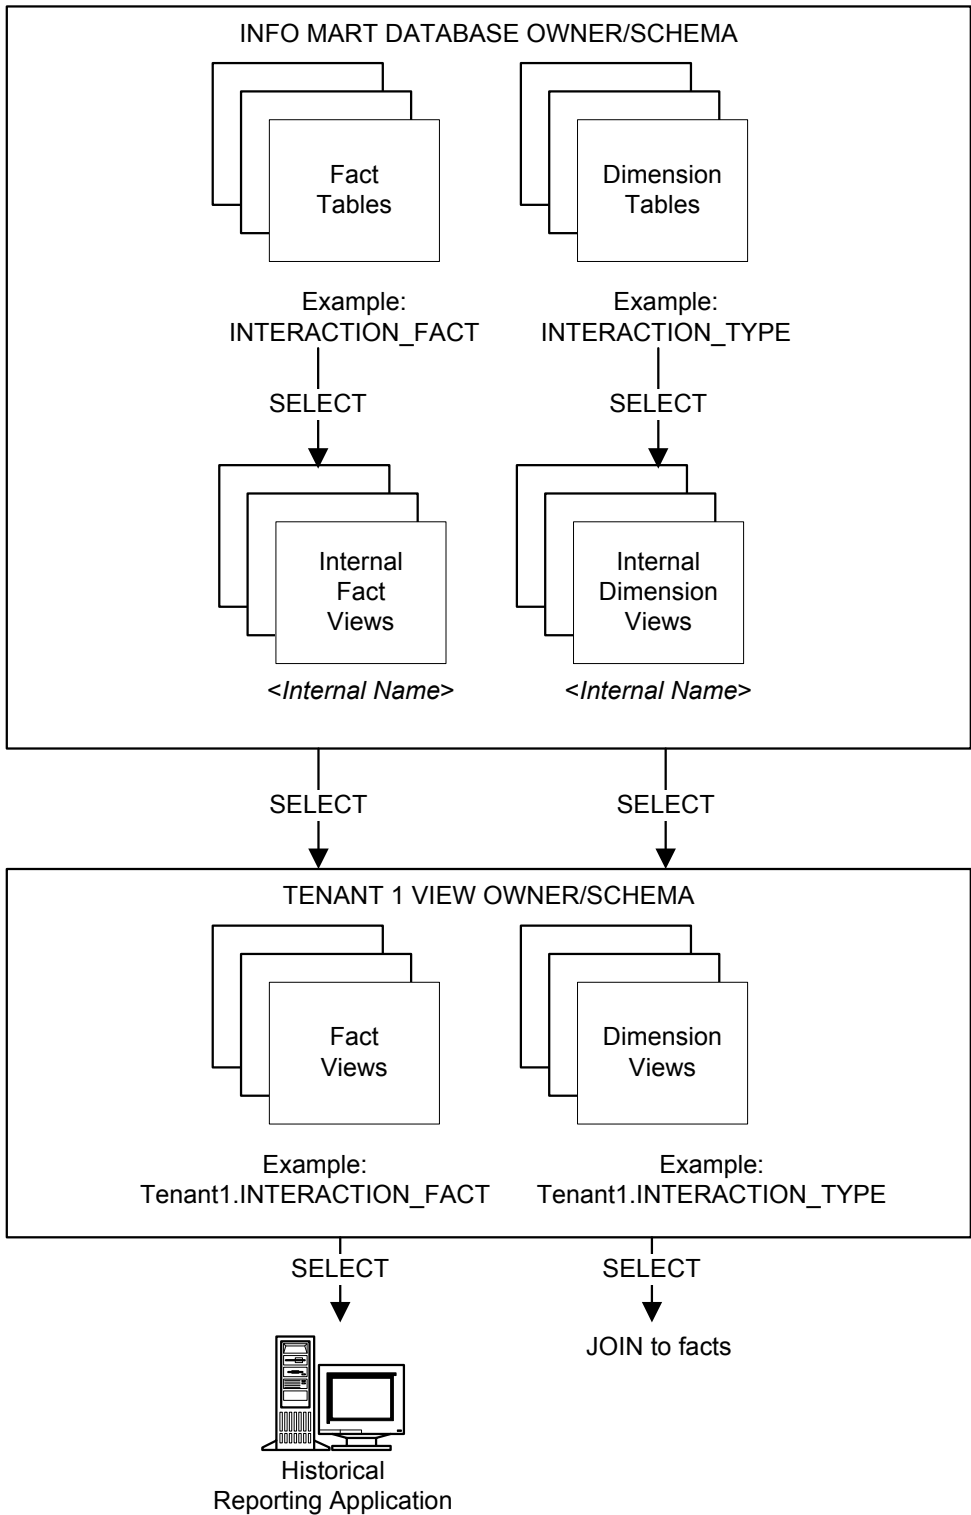 INFO MART DATABASE OWNER/SCHEMA
Fact
Tables
Dimension
Tables
Example:
INTERACTION_FACT
Example:
INTERACTION_TYPE
SELECT
SELECT
Internal
Fact
Views
Internal
Dimension
Views
<Internal Name>
<Internal Name>
SELECT
SELECT
TENANT 1 VIEW OWNER/SCHEMA
Fact
Views
Dimension
Views
Example:
Tenant1.INTERACTION_FACT
Example:
Tenant1.INTERACTION_TYPE
SELECT
SELECT
JOIN to facts
Historical
Reporting Application